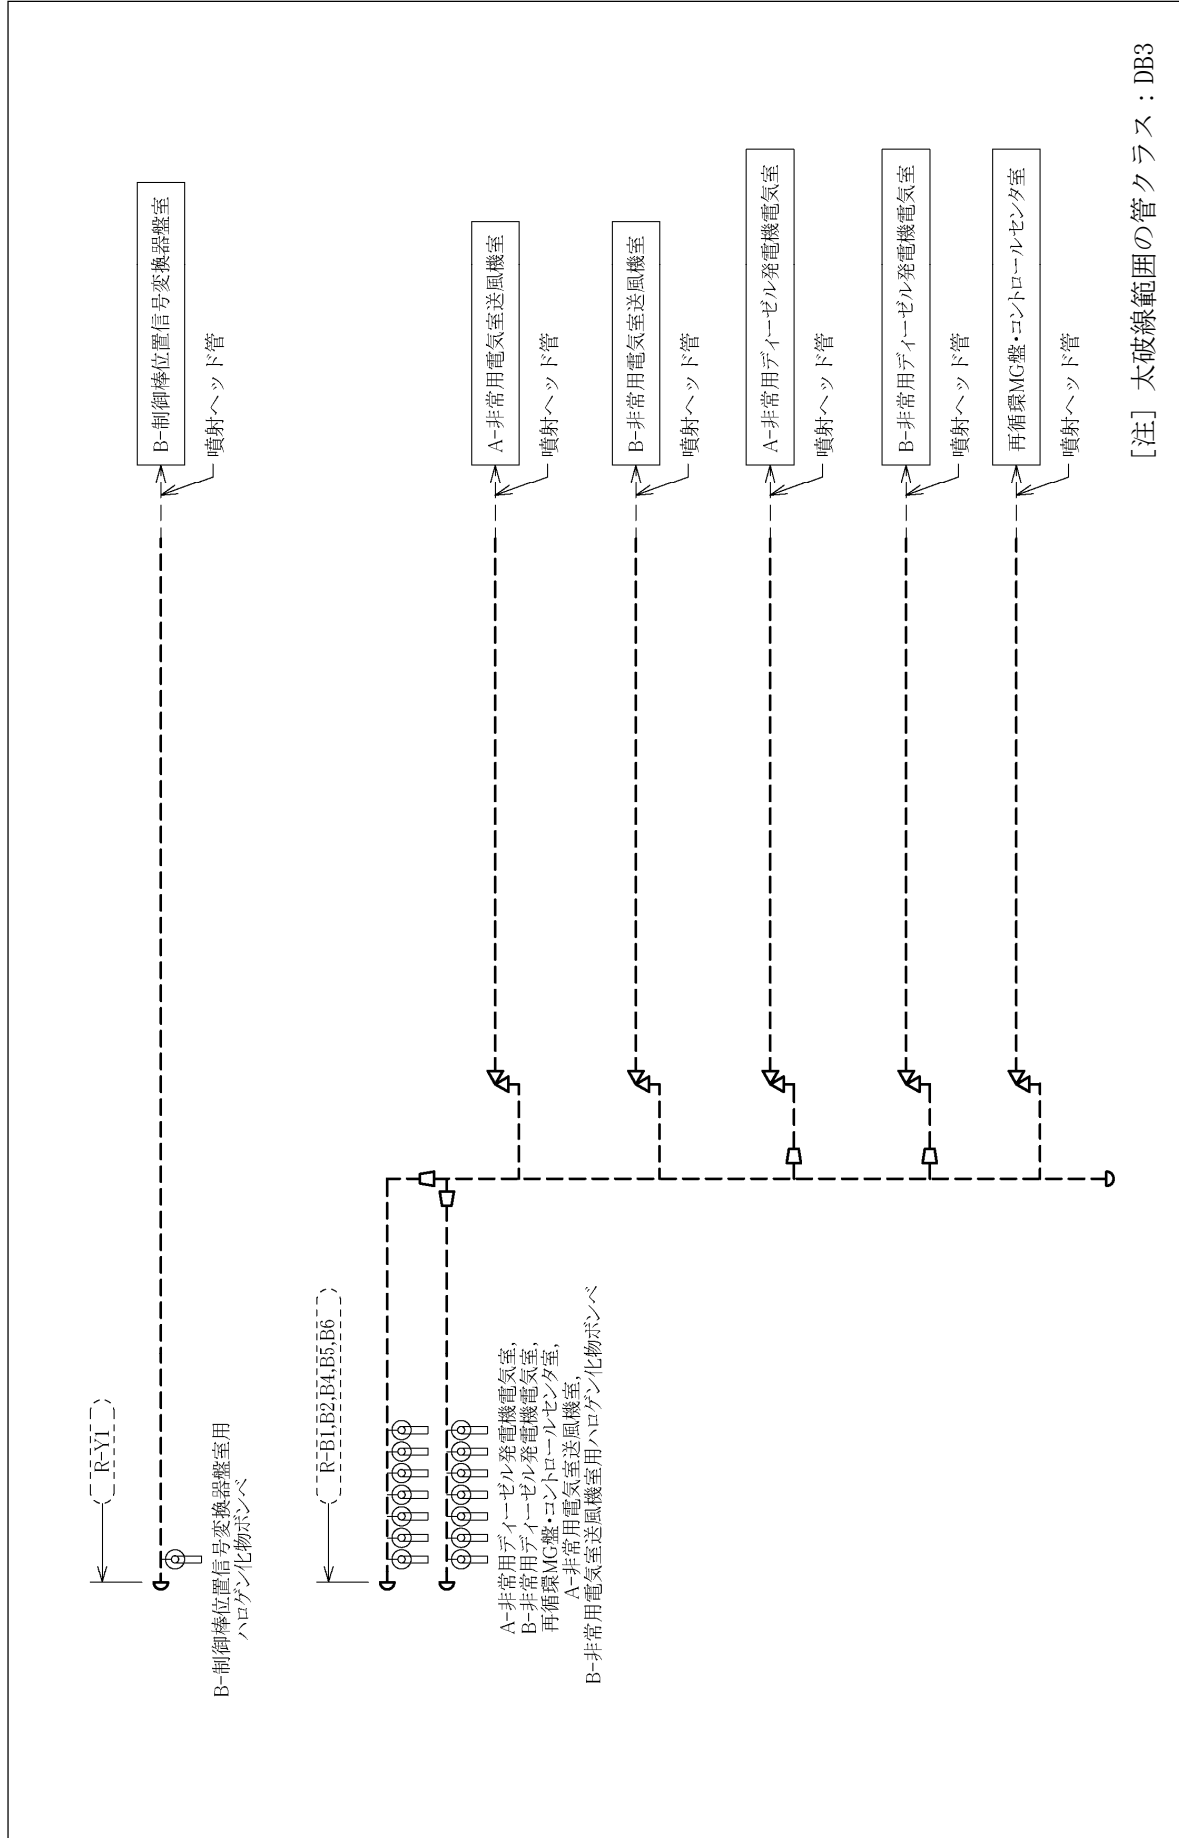 R-Y1
B-制御棒位置信号変換器盤室用
ハロゲン化物ボンベ
B-制御棒位置信号変換器盤室
噴射ヘッド管
R-B1,B2,B4,B5,B6
A-非常用ディーゼル発電機電気室,
B-非常用ディーゼル発電機電気室,
再循環MG盤・コントロールセンタ室,
A-非常用電気室送風機室,
B-非常用電気室送風機室用ハロゲン化物ボンベ
A-非常用電気室送風機室
噴射ヘッド管
B-非常用電気室送風機室
噴射ヘッド管
A-非常用ディーゼル発電機電気室
噴射ヘッド管
B-非常用ディーゼル発電機電気室
噴射ヘッド管
再循環MG盤・コントロールセンタ室
噴射ヘッド管
[注] 太破線範囲の管クラス:DB3